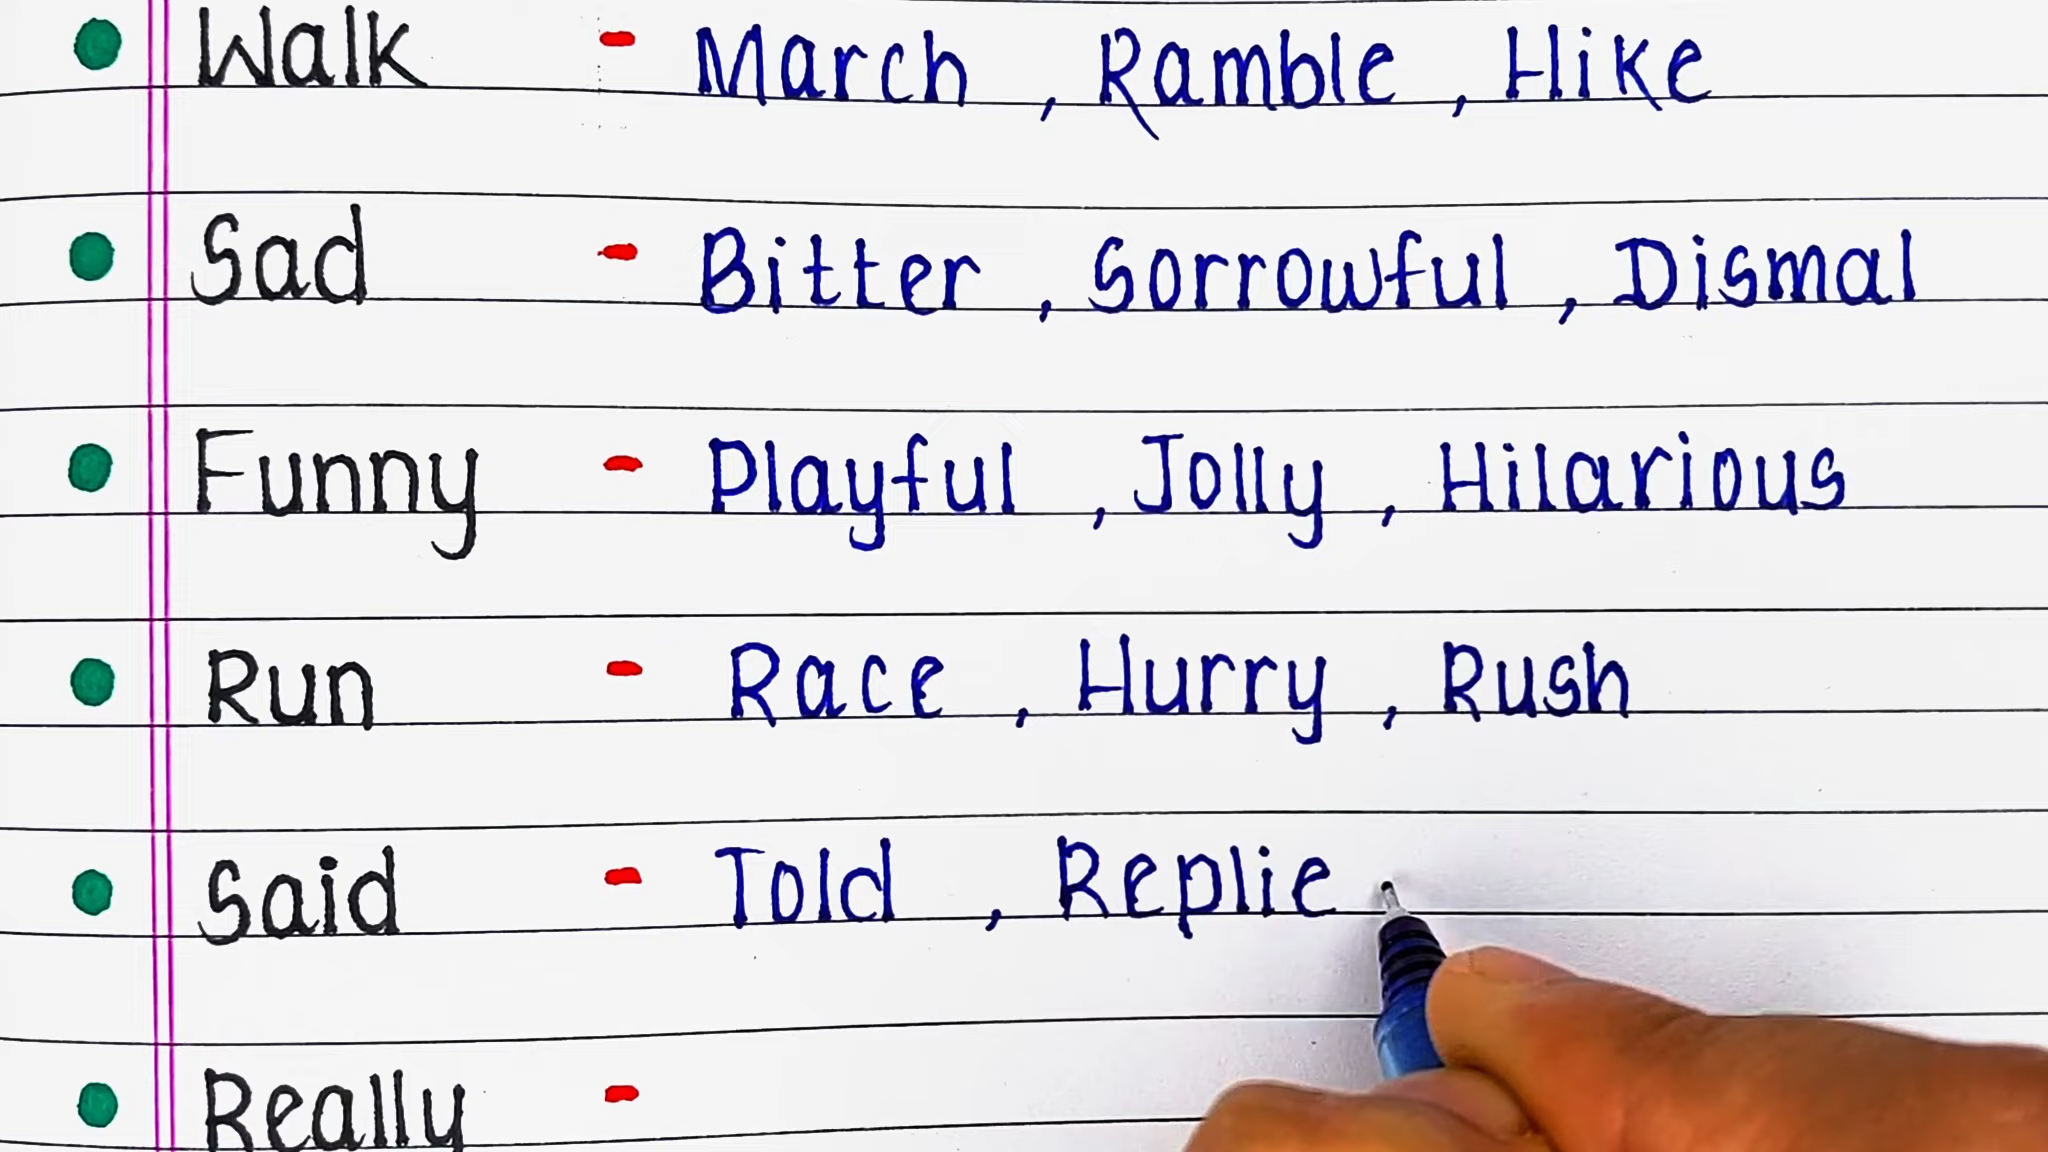 Walk - March , Ramble , Hike
Sad - Bitter , Sorrowful , Dismal
Funny - Playful , Jolly , Hilarious
Run - Race , Hurry , Rush
Said - Told , Replie
Really -